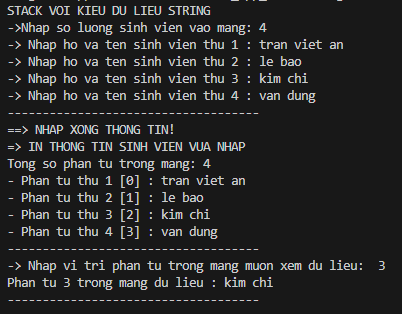 STACK VOI KIEU DU LIEU STRING
->Nhap so luong sinh vien vao mang: 4
-> Nhap ho va ten sinh vien thu 1 : tran viet an
-> Nhap ho va ten sinh vien thu 2 : le bao
-> Nhap ho va ten sinh vien thu 3 : kim chi
-> Nhap ho va ten sinh vien thu 4 : van dung
------------------------------------
==> NHAP XONG THONG TIN!
=> IN THONG TIN SINH VIEN VUA NHAP
Tong so phan tu trong mang: 4
- Phan tu thu 1 [0] : tran viet an
- Phan tu thu 2 [1] : le bao
- Phan tu thu 3 [2] : kim chi
- Phan tu thu 4 [3] : van dung
------------------------------------
-> Nhap vi tri phan tu trong mang muon xem du lieu:  3
Phan tu 3 trong mang du lieu : kim chi
------------------------------------